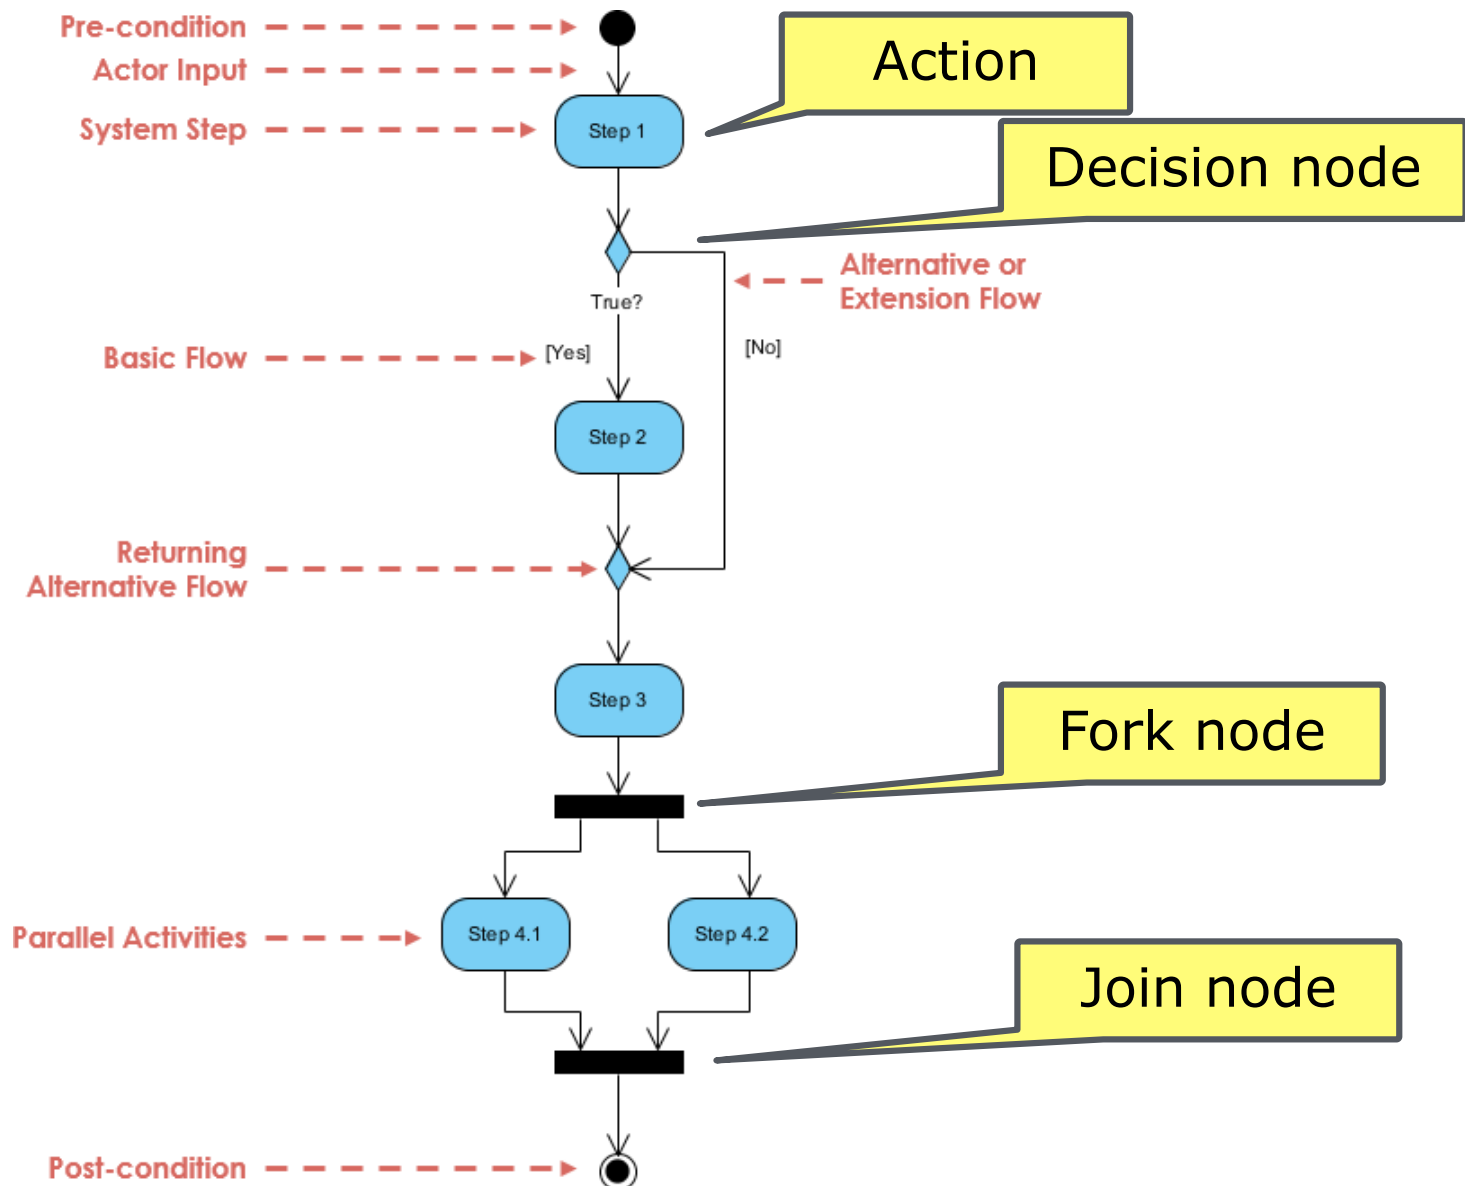 Pre-condition
Action
Actor Input
System Step
Step 1
Decision node
Alternative or
Extension Flow
True?
Basic Flow
[Yes]
[No]
Step 2
Returning
Alternative Flow
Step 3
Fork node
Parallel Activities
Step 4.1
Step 4.2
Join node
Post-condition